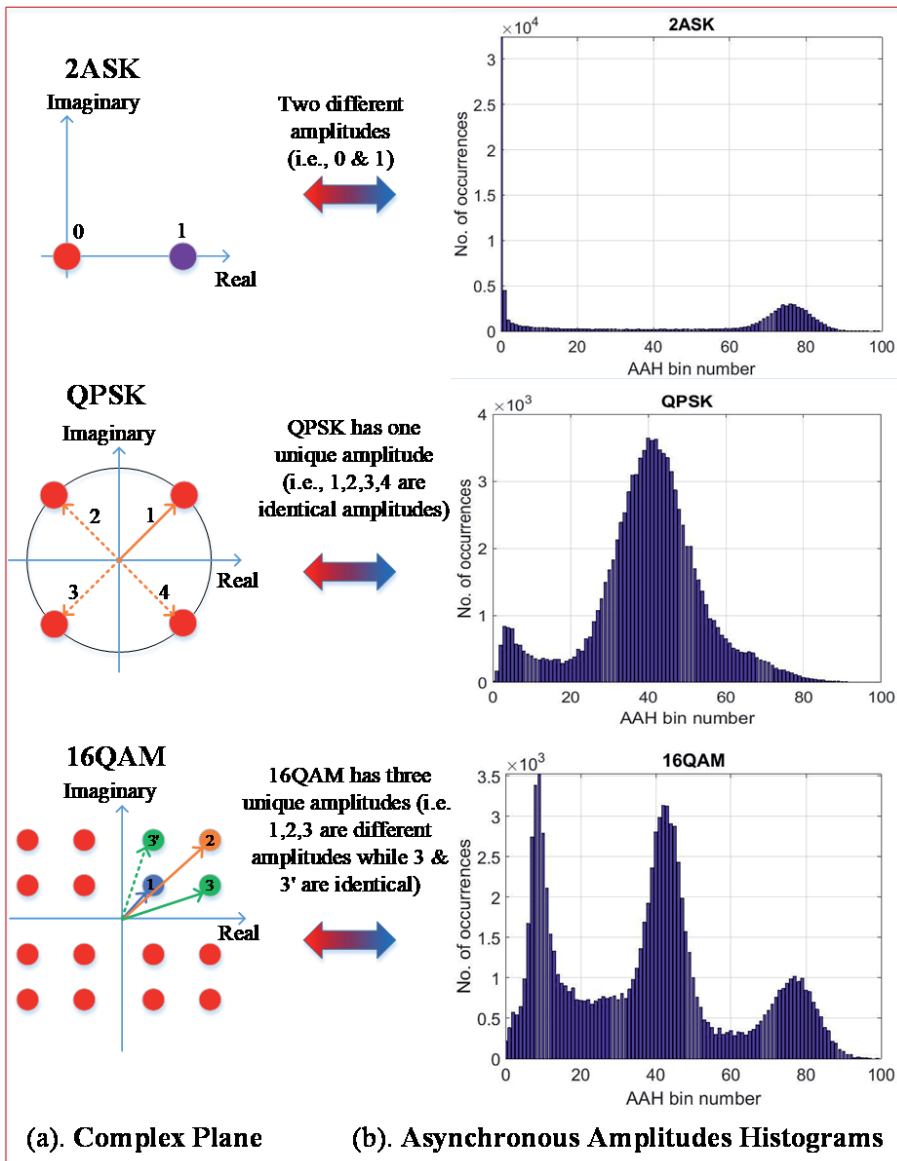 2ASK
Imaginary
0
1
Real
Two different
amplitudes
(i.e., 0 & 1)
×10⁴
2ASK
No. of occurrences
3
2.5
2
1.5
1
0.5
0
0 20 40 60 80 100
AAH bin number
QPSK
Imaginary
2
1
3
4
Real
QPSK has one
unique amplitude
(i.e., 1,2,3,4 are
identical amplitudes)
×10³
QPSK
No. of occurrences
4
3
2
1
0
0 20 40 60 80 100
AAH bin number
16QAM
Imaginary
3'
2
1
3
Real
16QAM has three
unique amplitudes (i.e.
1,2,3 are different
amplitudes while 3 &
3' are identical)
×10³
16QAM
No. of occurrences
3.5
3
2.5
2
1.5
1
0.5
0
0 20 40 60 80 100
AAH bin number
(a). Complex Plane
(b). Asynchronous Amplitudes Histograms